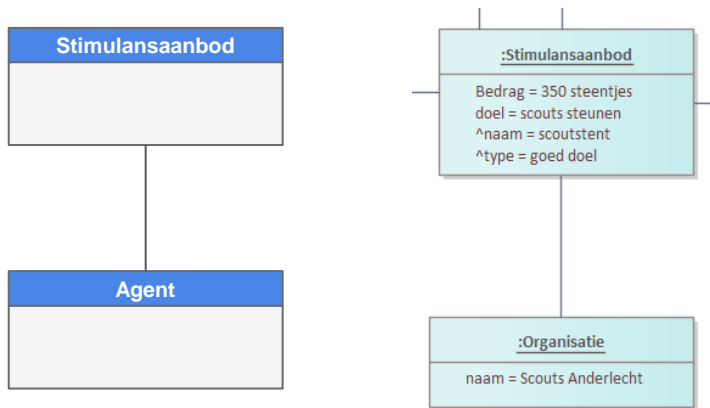 Stimulansaanbod
Agent
:Stimulansaanbod
Bedrag = 350 steentjes
doel = scouts steunen
^naam = scoutstent
^type = goed doel
:Organisatie
naam = Scouts Anderlecht